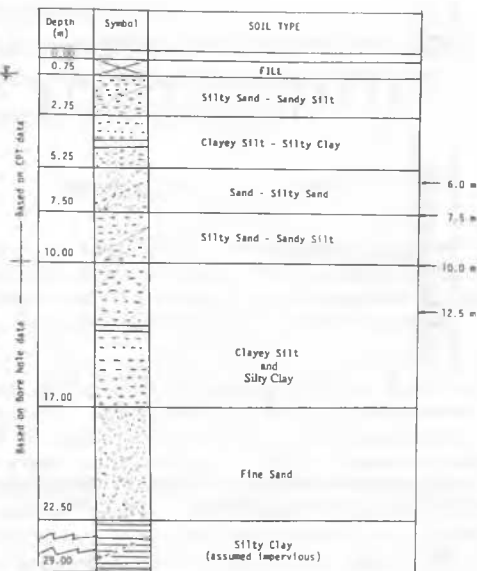 Depth (m) Symbol SOIL TYPE
0.00
0.75 FILL
2.75 Silty Sand - Sandy Silt
5.25 Clayey Silt - Silty Clay
7.50 Sand - Silty Sand
10.00 Silty Sand - Sandy Silt
17.00 Clayey Silt
and
Silty Clay
22.50 Fine Sand
29.00 Silty Clay
(assumed impervious)
Based on CPT data
Based on Bore hole data
6.0 m
7.5 m
10.0 m
12.5 m